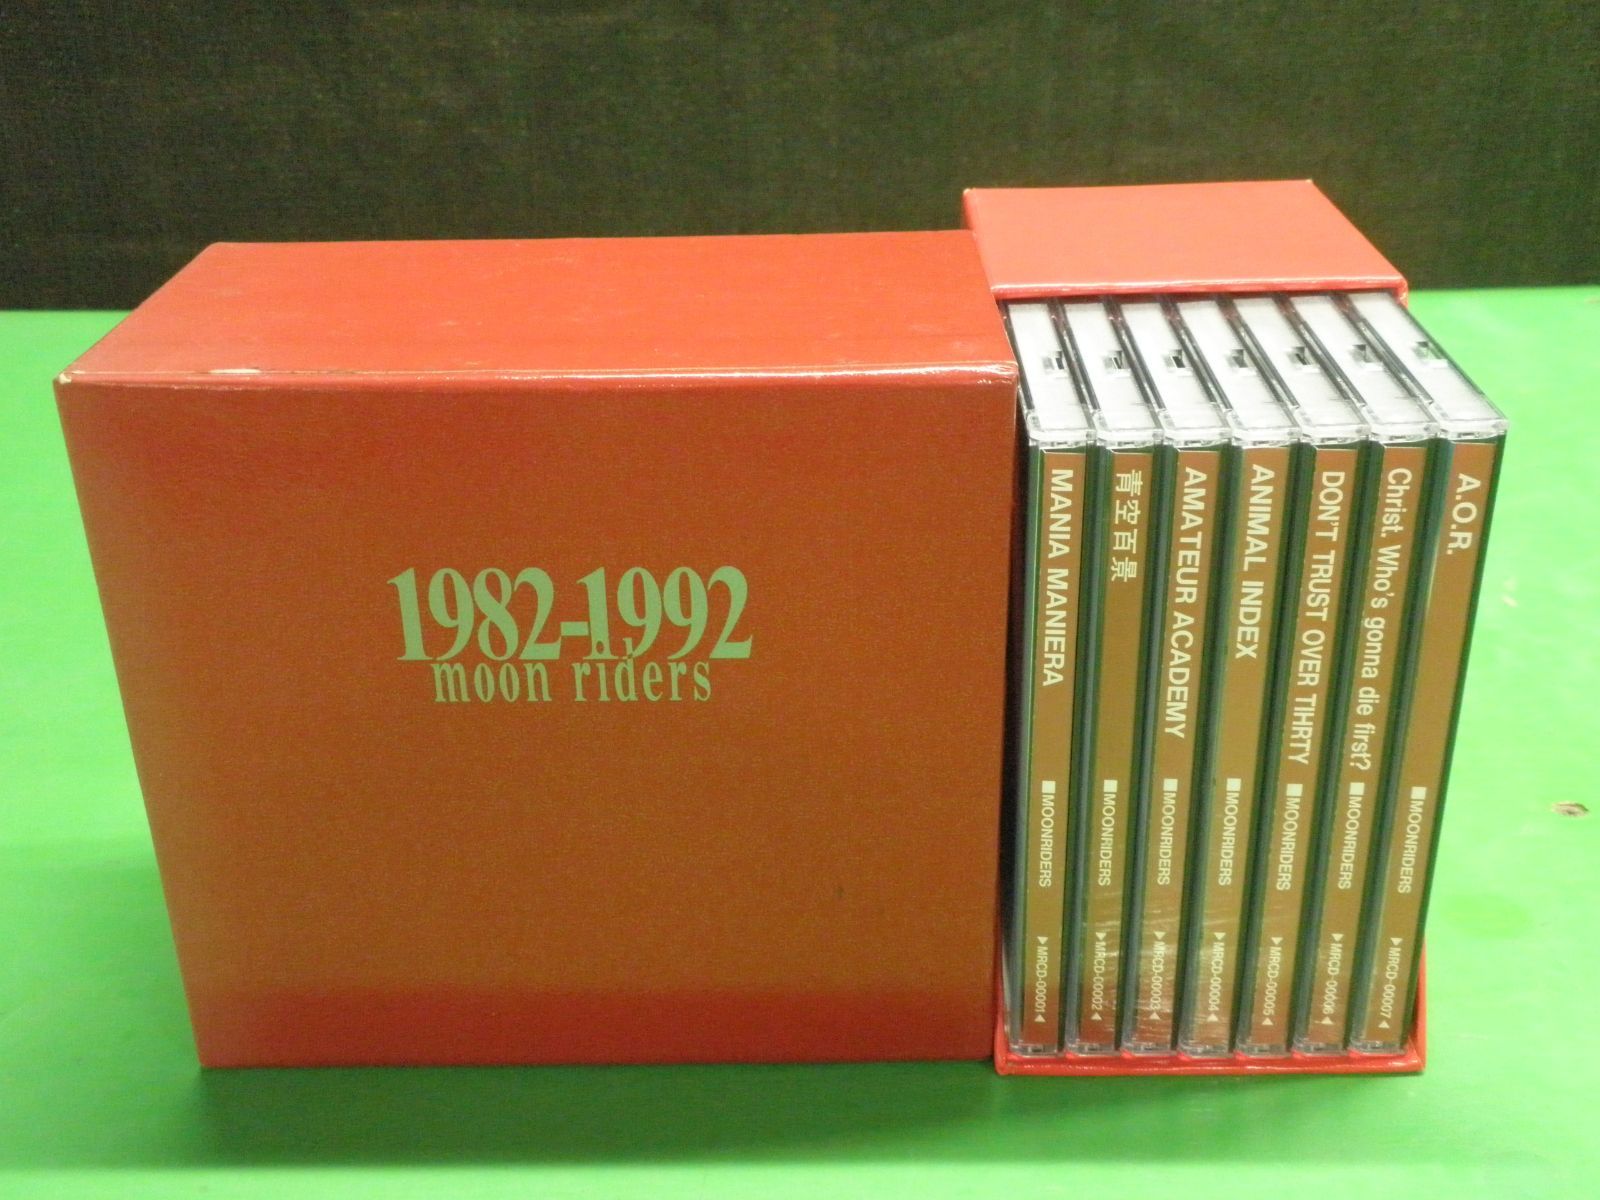 1982-1992
moon riders
MANIA MANIERA ■MOONRIDERS ▶MRCD-00001◀
青空百景 ■MOONRIDERS ▶MRCD-00002◀
AMATEUR ACADEMY ■MOONRIDERS ▶MRCD-00003◀
ANIMAL INDEX ■MOONRIDERS ▶MRCD-00004◀
DON'T TRUST OVER TIHRTY ■MOONRIDERS ▶MRCD-00005◀
Christ. Who's gonna die first? ■MOONRIDERS ▶MRCD-00006◀
A.O.R. ■MOONRIDERS ▶MRCD-00007◀